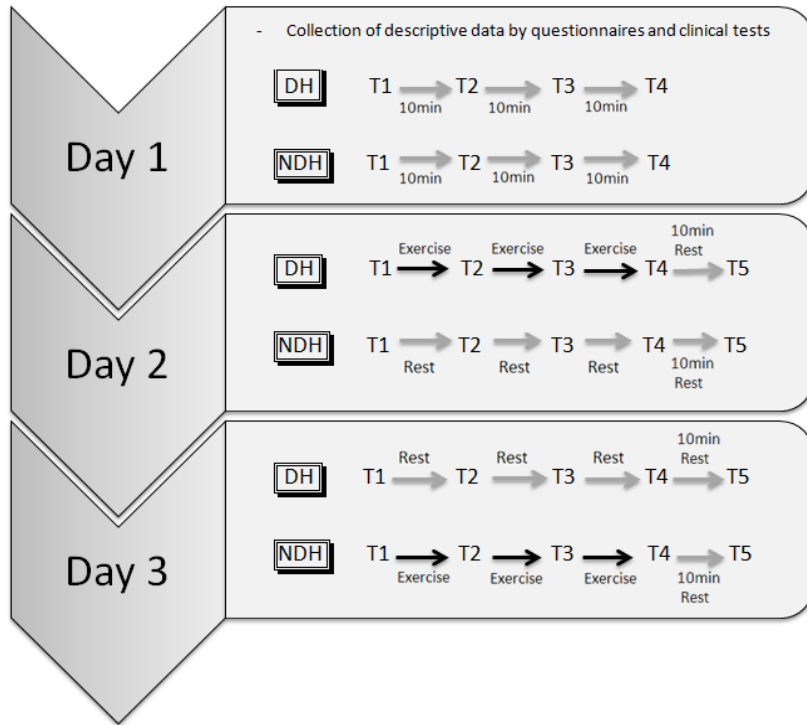 - Collection of descriptive data by questionnaires and clinical tests
DH T1 T2 T3 T4
10min 10min 10min
Day 1
NDH T1 T2 T3 T4
10min 10min 10min
10min
Exercise Exercise Exercise Rest
DH T1 T2 T3 T4 T5
Day 2
NDH T1 T2 T3 T4 T5
Rest Rest Rest 10min
Rest
10min
Rest Rest Rest Rest
DH T1 T2 T3 T4 T5
Day 3
NDH T1 T2 T3 T4 T5
Exercise Exercise Exercise 10min
Rest